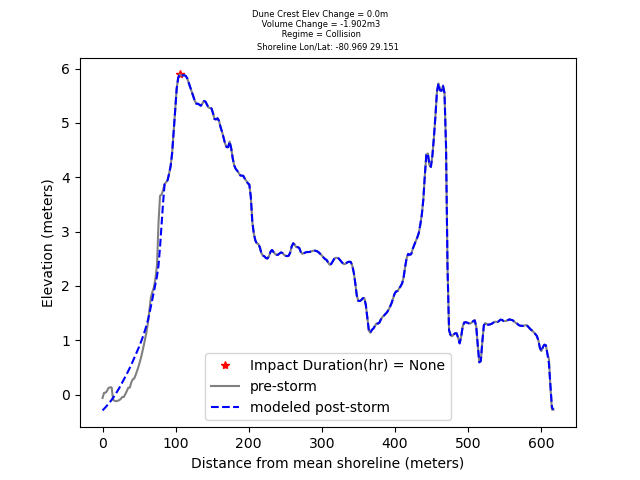 Dune Crest Elev Change = 0.0m
Volume Change = -1.902m3
Regime = Collision
Shoreline Lon/Lat: -80.969 29.151
6
5
4
3
2
1
0
Elevation (meters)
Impact Duration(hr) = None
pre-storm
modeled post-storm
0 100 200 300 400 500 600
Distance from mean shoreline (meters)